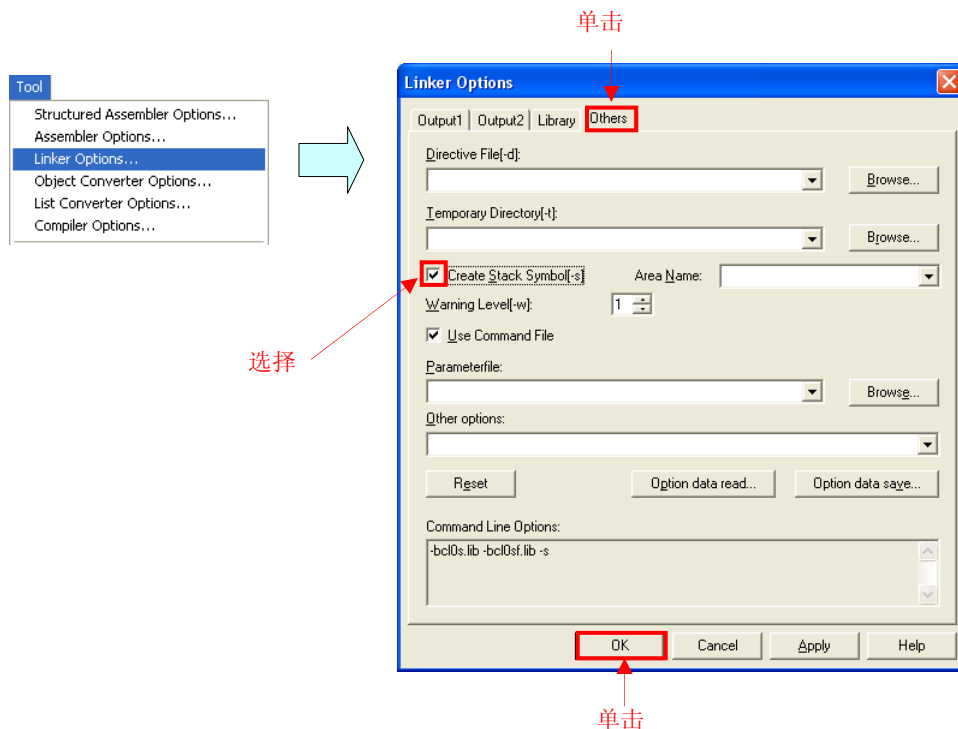 单击
Tool
Structured Assembler Options...
Assembler Options...
Linker Options...
Object Converter Options...
List Converter Options...
Compiler Options...
Linker Options
Output1 Output2 Library Others
Directive File[-d]:
Browse...
Temporary Directory[-t]:
Browse...
Create Stack Symbol[-s] Area Name:
Warning Level[-w]: 1
Use Command File
选择
Parameterfile:
Browse...
Other options:
Reset Option data read... Option data save...
Command Line Options:
-bcl0s.lib -bcl0sf.lib -s
OK Cancel Apply Help
单击